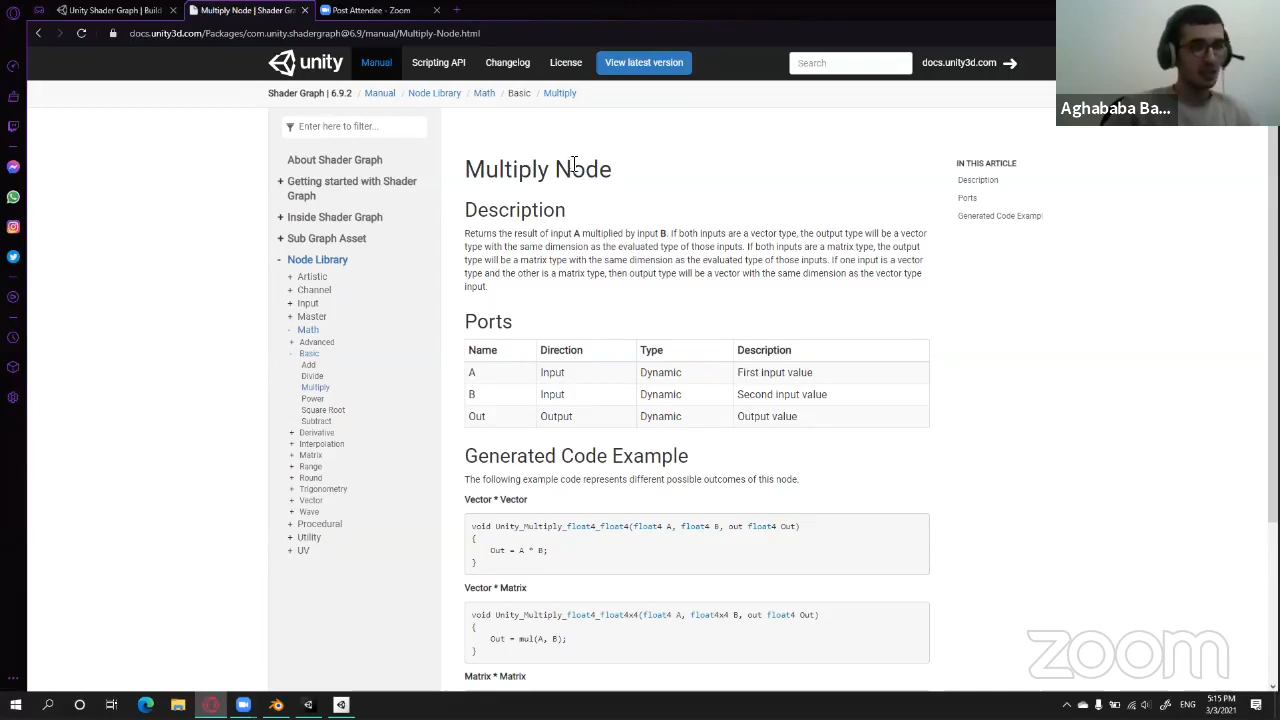 Unity Shader Graph | Build
Multiply Node | Shader Gr
Post Attendee - Zoom
docs.unity3d.com/Packages/com.unity.shadergraph@6.9/manual/Multiply-Node.html
unity
Manual
Scripting API
Changelog
License
View latest version
Search
docs.unity3d.com
Shader Graph | 6.9.2 / Manual / Node Library / Math / Basic / Multiply
Aghababa Ba...
Enter here to filter...
About Shader Graph
+ Getting started with Shader
Graph
+ Inside Shader Graph
+ Sub Graph Asset
- Node Library
+ Artistic
+ Channel
+ Input
+ Master
- Math
+ Advanced
- Basic
Add
Divide
Multiply
Power
Square Root
Subtract
+ Derivative
+ Interpolation
+ Matrix
+ Range
+ Round
+ Trigonometry
+ Vector
+ Wave
+ Procedural
+ Utility
+ UV
Multiply Node
Description
Returns the result of input A multiplied by input B. If both inputs are a vector type, the output type will be a vector
type with the same dimension as the evaluated type of those inputs. If both inputs are a matrix type, the output
type will be a matrix type with the same dimension as the evaluated type of those inputs. If one input is a vector
type and the other is a matrix type, then output type will be a vector with the same dimension as the vector type
input.
Ports
Name Direction Type Description
A Input Dynamic First input value
B Input Dynamic Second input value
Out Output Dynamic Output value
Generated Code Example
The following example code represents different possible outcomes of this node.
Vector * Vector
void Unity_Multiply_float4_float4(float4 A, float4 B, out float4 Out)
{
Out = A * B;
}
Vector * Matrix
void Unity_Multiply_float4_float4x4(float4 A, float4x4 B, out float4 Out)
{
Out = mul(A, B);
}
Matrix * Matrix
IN THIS ARTICLE
Description
Ports
Generated Code Exampl
zoom
ENG
5:15 PM
3/3/2021